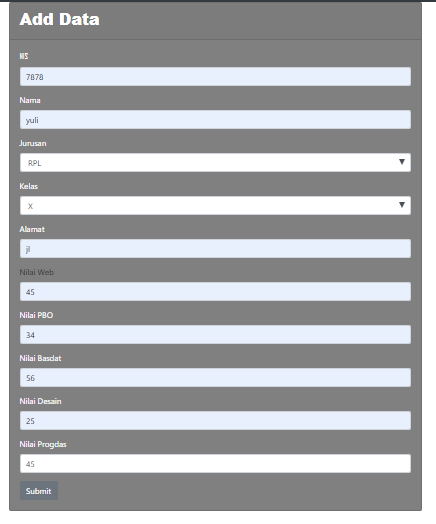 Add Data
NS
7878
Nama
yuli
Jurusan
RPL
Kelas
X
Alamat
jl
Nilai Web
45
Nilai PBO
34
Nilai Basdat
56
Nilai Desain
25
Nilai Progdas
45
Submit